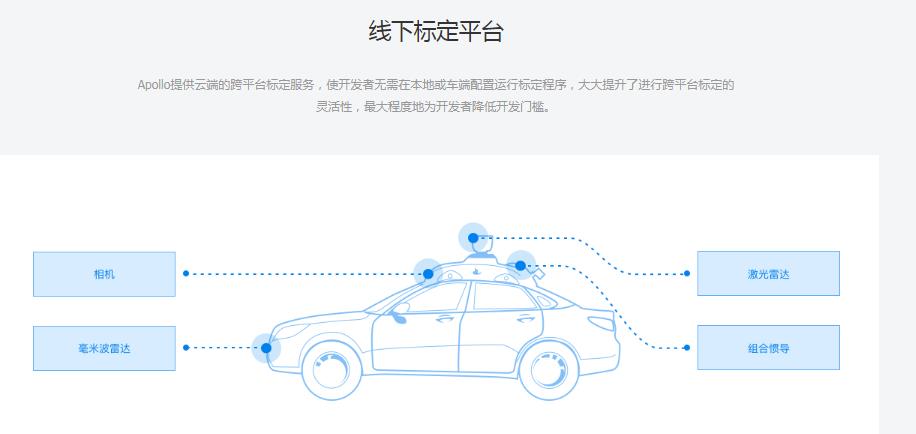 线下标定平台
Apollo提供云端的跨平台标定服务，使开发者无需在本地或车端配置运行标定程序，大大提升了进行跨平台标定的
灵活性，最大程度地为开发者降低开发门槛。
相机
激光雷达
毫米波雷达
组合惯导